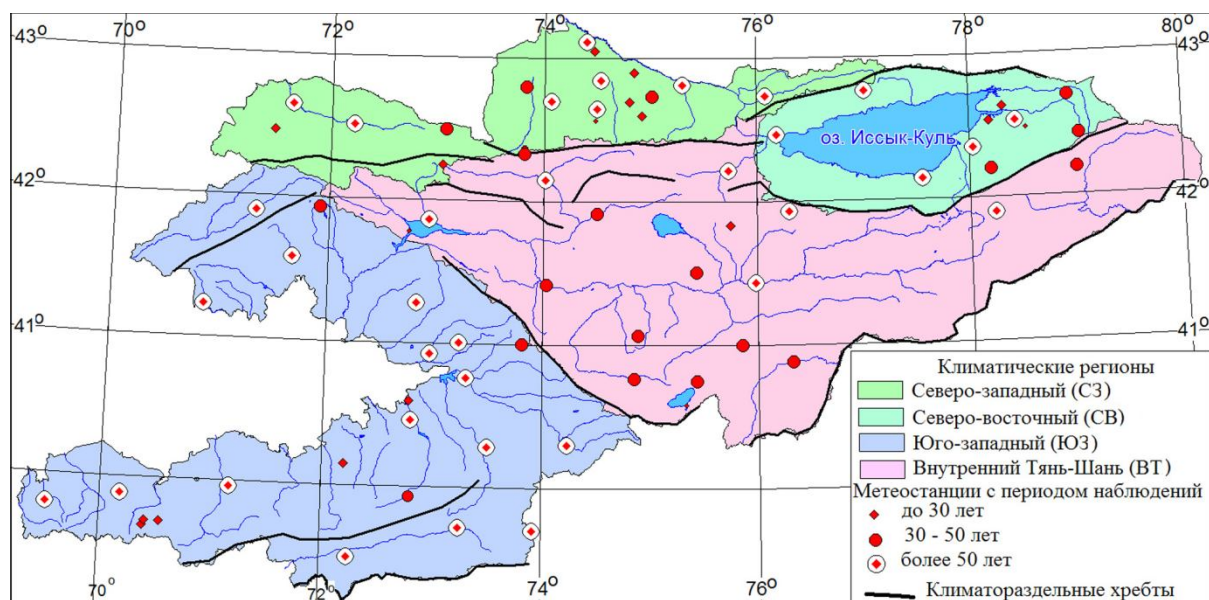 70° 72° 74° 76° 78° 80°
43° 43°
оз. Иссык-Куль
42° 42°
41° 41°
Климатические регионы
Северо-западный (СЗ)
Северо-восточный (СВ)
Юго-западный (ЮЗ)
Внутренний Тянь-Шань (ВТ)
Метеостанции с периодом наблюдений
до 30 лет
30 - 50 лет
более 50 лет
Климатораздельные хребты
70° 72° 74° 76°